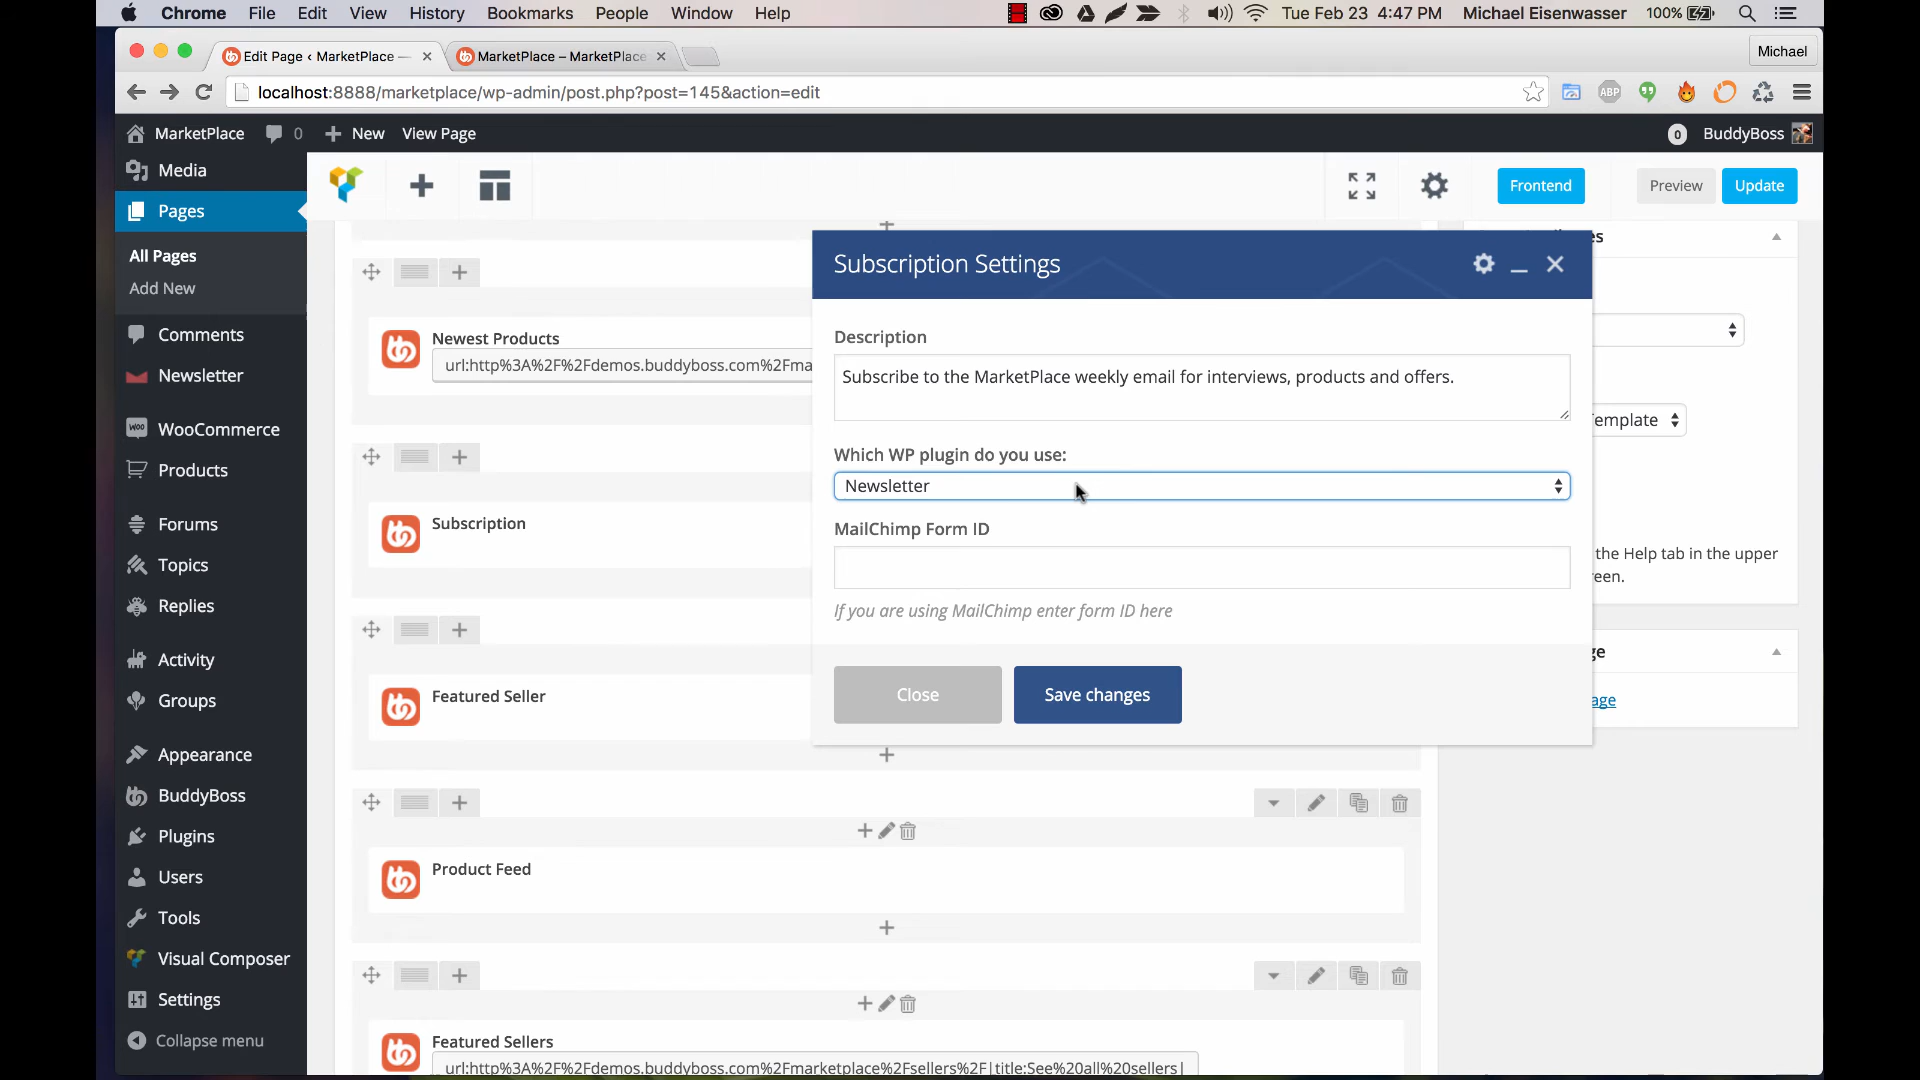 Chrome File Edit View History Bookmarks People Window Help Tue Feb 23 4:47 PM Michael Eisenwasser 100%
Edit Page ‹ MarketPlace — MarketPlace – MarketPlace Michael
localhost:8888/marketplace/wp-admin/post.php?post=145&action=edit ABP
MarketPlace 0 New View Page 0 BuddyBoss
Media
Pages
All Pages
Add New
Comments
Newsletter
WooCommerce
Products
Forums
Topics
Replies
Activity
Groups
Appearance
BuddyBoss
Plugins
Users
Tools
Visual Composer
Settings
Collapse menu
Frontend Preview Update
Newest Products
url:http%3A%2F%2Fdemos.buddyboss.com%2Fma
Subscription
Featured Seller
Product Feed
Featured Sellers
url:http%3A%2F%2Fdemos.buddyboss.com%2Fmarketplace%2Fsellers%2F|title:See%20all%20sellers|
Subscription Settings
Description
Subscribe to the MarketPlace weekly email for interviews, products and offers.
Which WP plugin do you use:
Newsletter
MailChimp Form ID
If you are using MailChimp enter form ID here
Close Save changes
es
emplate
the Help tab in the upper
een.
ge
age